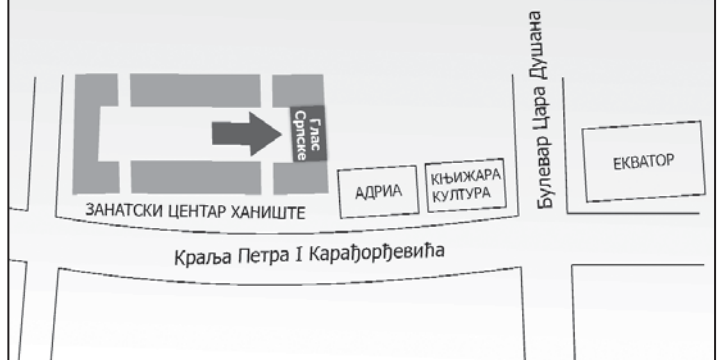 Булевар Цара Душана
Глас
Српске
АДРИА
КЊИЖАРА
КУЛТУРА
ЕКВАТОР
ЗАНАТСКИ ЦЕНТАР ХАНИШТЕ
Краља Петра I Карађорђевића